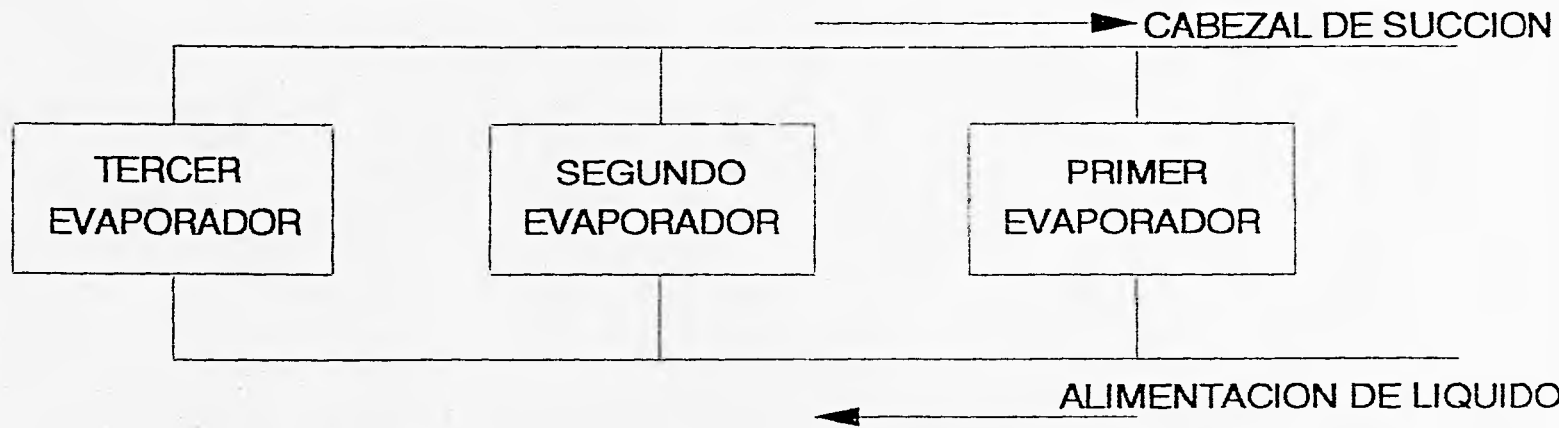 CABEZAL DE SUCCION
TERCER
EVAPORADOR
SEGUNDO
EVAPORADOR
PRIMER
EVAPORADOR
ALIMENTACION DE LIQUIDO